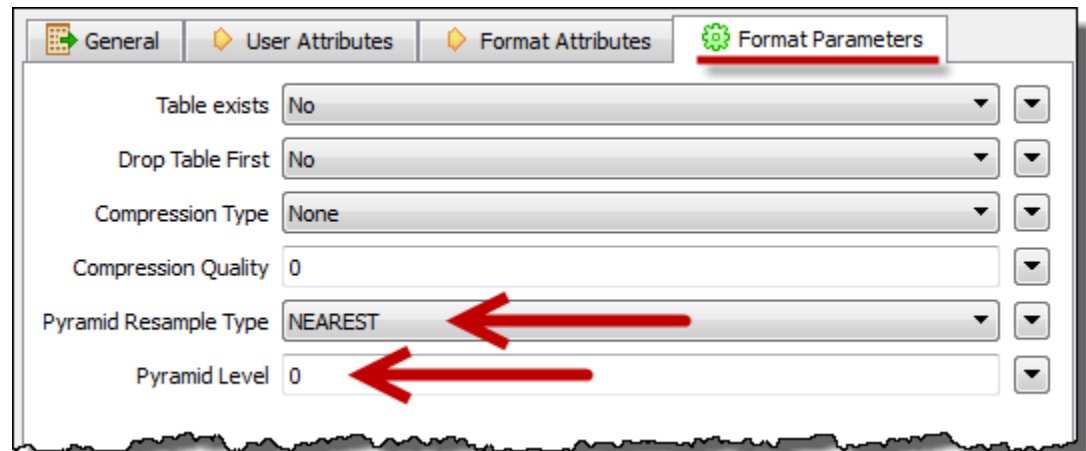 General User Attributes Format Attributes Format Parameters
Table exists No
Drop Table First No
Compression Type None
Compression Quality 0
Pyramid Resample Type NEAREST
Pyramid Level 0